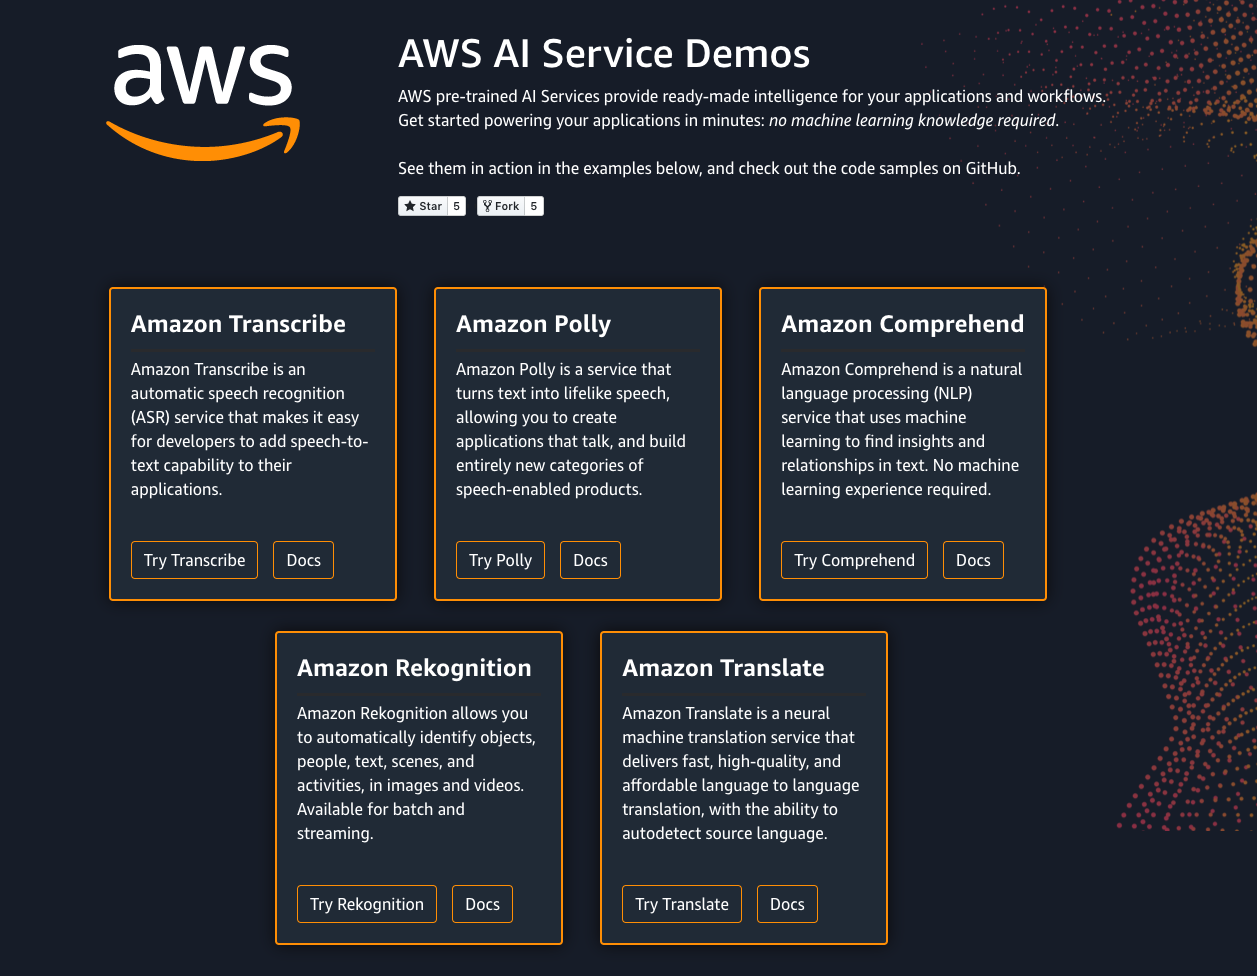 aws
AWS AI Service Demos
AWS pre-trained AI Services provide ready-made intelligence for your applications and workflows.
Get started powering your applications in minutes: no machine learning knowledge required.
See them in action in the examples below, and check out the code samples on GitHub.
Star 5 Fork 5
Amazon Transcribe
Amazon Transcribe is an
automatic speech recognition
(ASR) service that makes it easy
for developers to add speech-to-
text capability to their
applications.
Try Transcribe Docs
Amazon Polly
Amazon Polly is a service that
turns text into lifelike speech,
allowing you to create
applications that talk, and build
entirely new categories of
speech-enabled products.
Try Polly Docs
Amazon Comprehend
Amazon Comprehend is a natural
language processing (NLP)
service that uses machine
learning to find insights and
relationships in text. No machine
learning experience required.
Try Comprehend Docs
Amazon Rekognition
Amazon Rekognition allows you
to automatically identify objects,
people, text, scenes, and
activities, in images and videos.
Available for batch and
streaming.
Try Rekognition Docs
Amazon Translate
Amazon Translate is a neural
machine translation service that
delivers fast, high-quality, and
affordable language to language
translation, with the ability to
autodetect source language.
Try Translate Docs